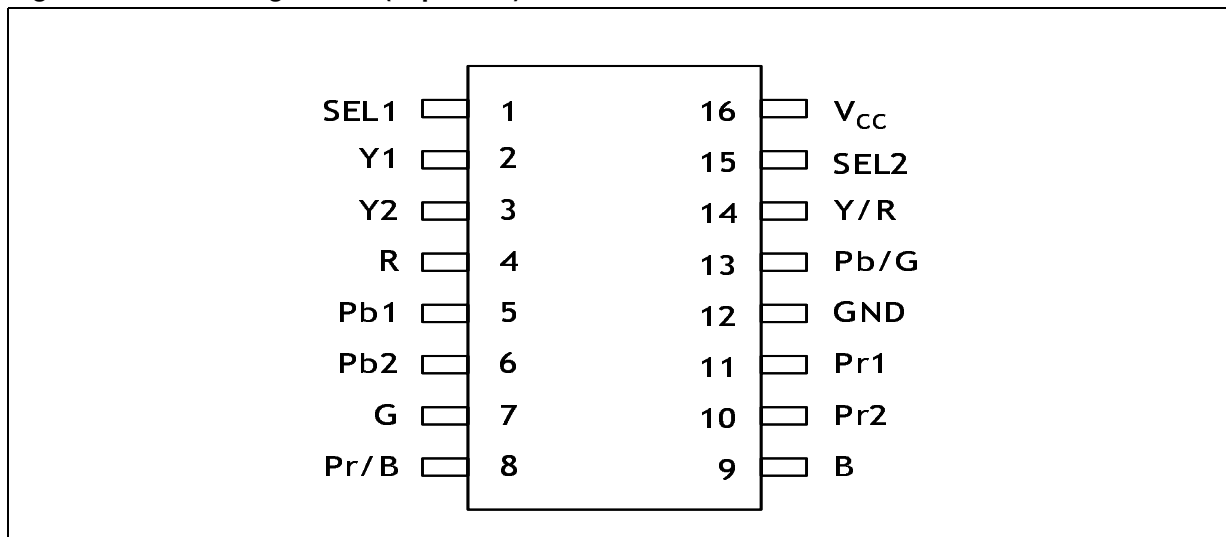 SEL1 1 16 VCC
Y1 2 15 SEL2
Y2 3 14 Y/R
R 4 13 Pb/G
Pb1 5 12 GND
Pb2 6 11 Pr1
G 7 10 Pr2
Pr/B 8 9 B